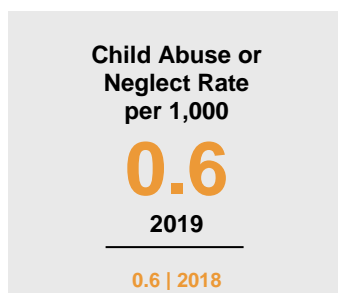 Child Abuse or
Neglect Rate
per 1,000
0.6
2019
0.6 | 2018